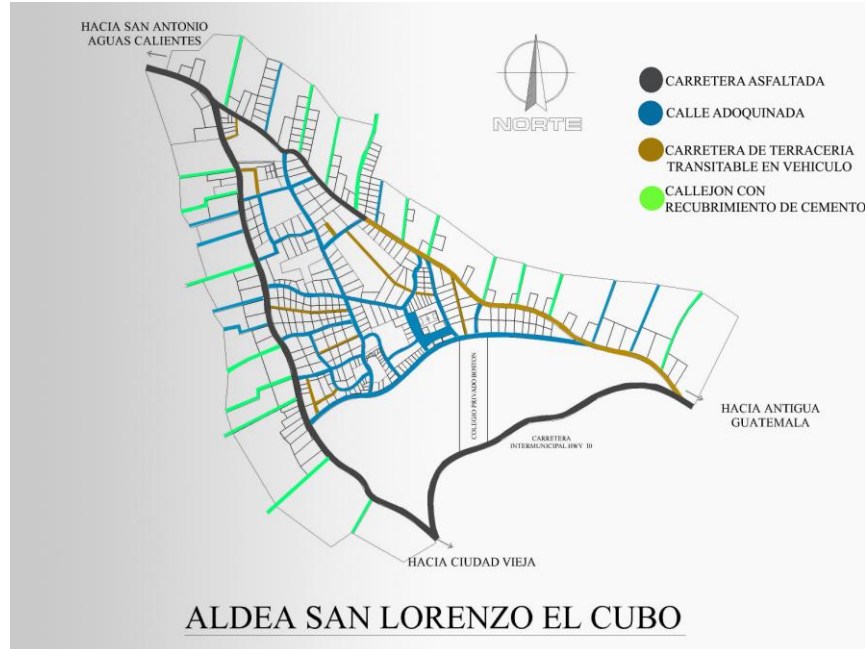 HACIA SAN ANTONIO
AGUAS CALIENTES
NORTE
CARRETERA ASFALTADA
CALLE ADOQUINADA
CARRETERA DE TERRACERIA
TRANSITABLE EN VEHICULO
CALLEJON CON
RECUBRIMIENTO DE CEMENTO
COLEGIO PRIVADO BOSTON
CARRETERA
INTERMUNICIPAL HWY 10
HACIA ANTIGUA
GUATEMALA
HACIA CIUDAD VIEJA
ALDEA SAN LORENZO EL CUBO